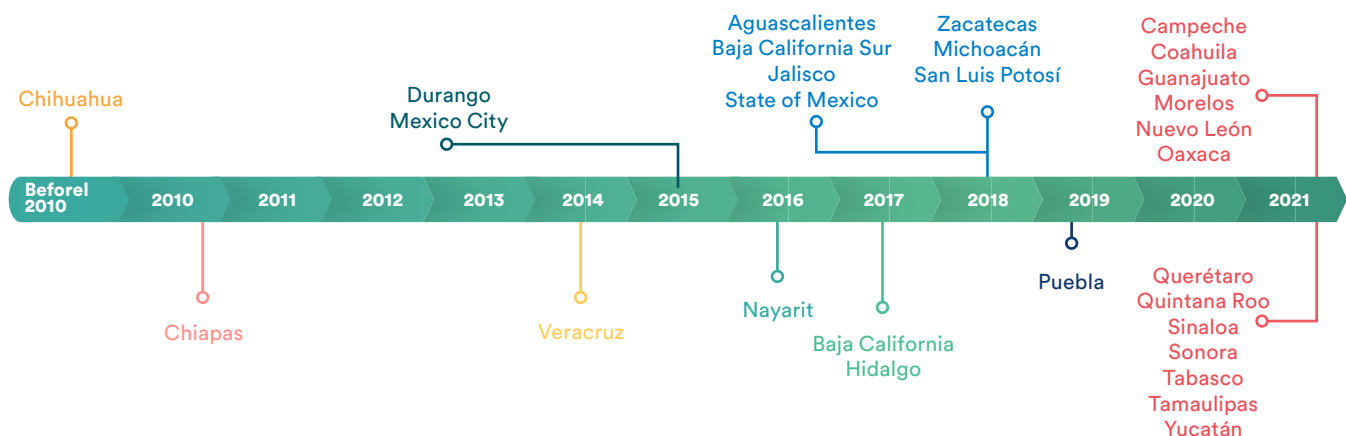 Chihuahua
Durango
Mexico City
Aguascalientes
Baja California Sur
Jalisco
State of Mexico
Zacatecas
Michoacán
San Luis Potosí
Campeche
Coahuila
Guanajuato
Morelos
Nuevo León
Oaxaca
Beforel
2010
2010
2011
2012
2013
2014
2015
2016
2017
2018
2019
2020
2021
Chiapas
Veracruz
Nayarit
Baja California
Hidalgo
Puebla
Querétaro
Quintana Roo
Sinaloa
Sonora
Tabasco
Tamaulipas
Yucatán